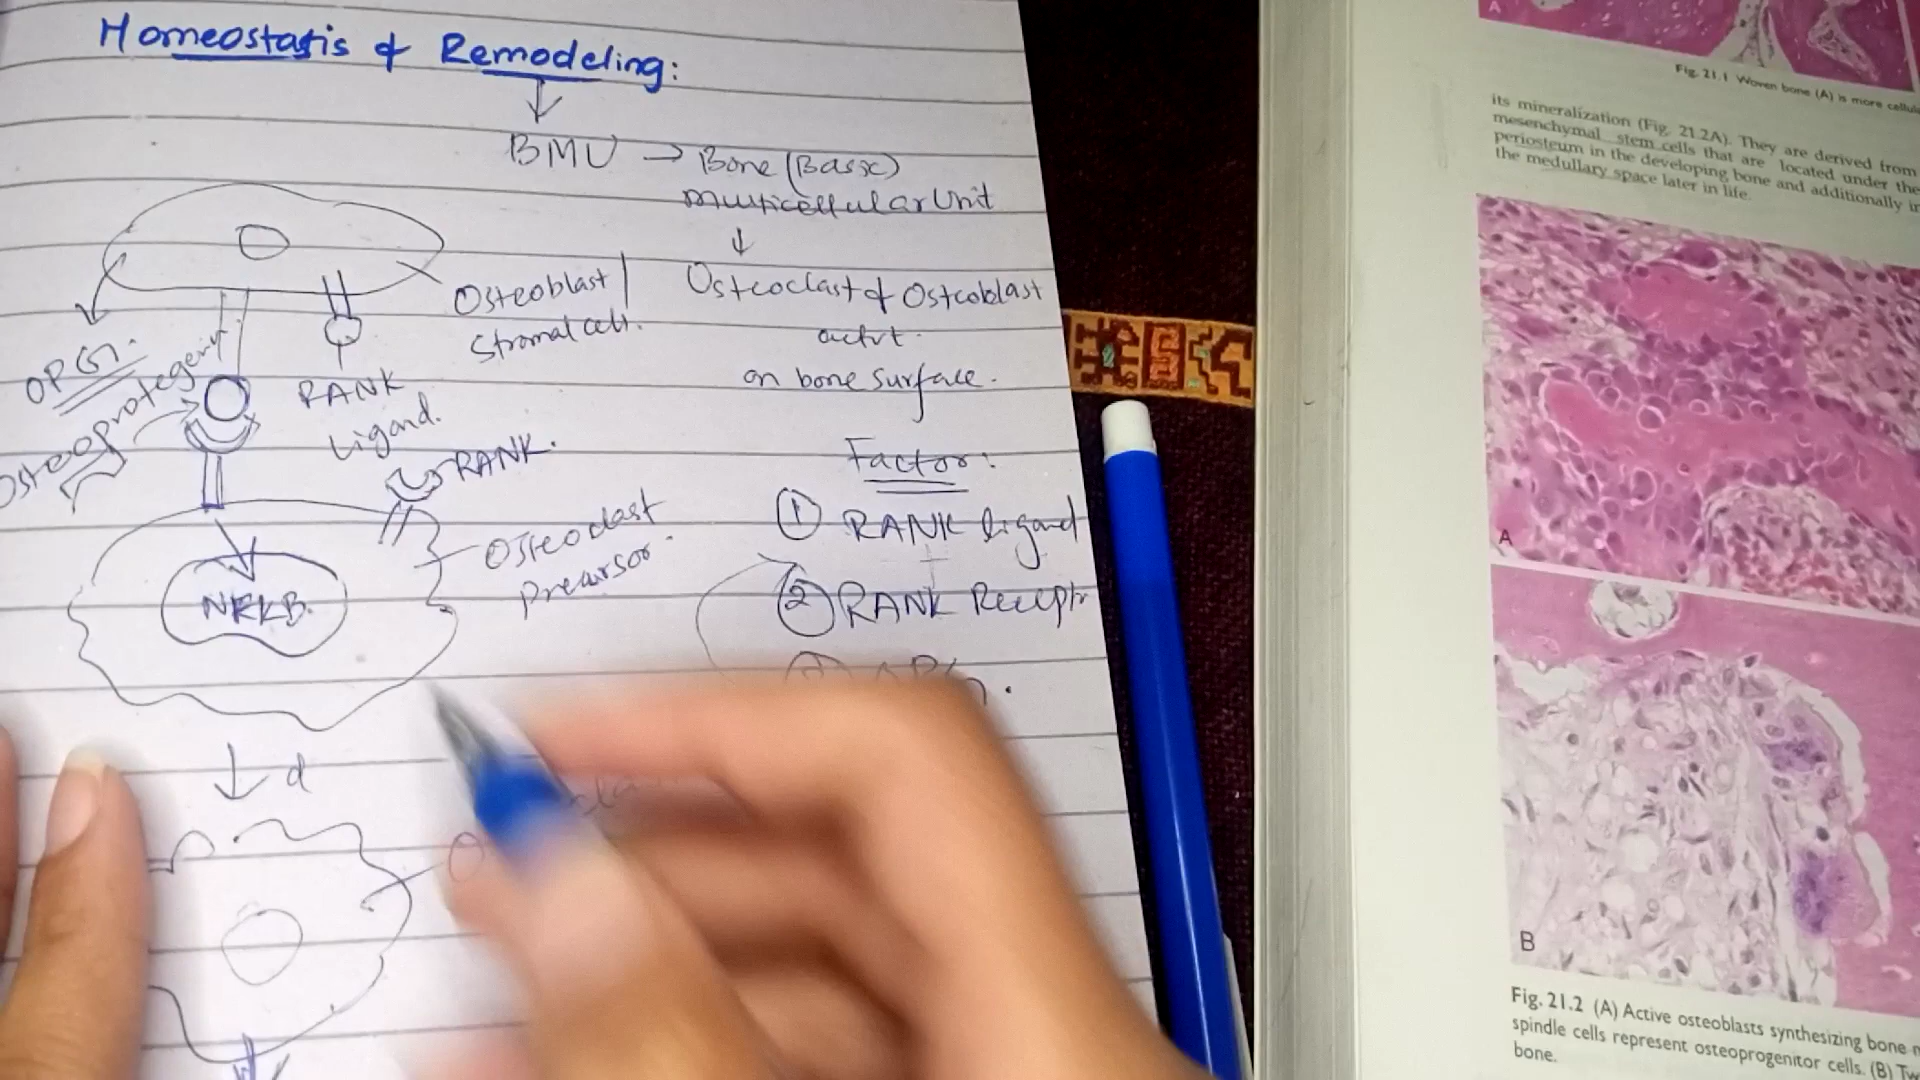 Homeostasis & Remodeling:
BMU → Bone (Basic)
Multicellular Unit
Osteoclast & Osteoblast
on bone surface.
Osteoblast /
Stromal cell.
OPG.
Osteoprotegerin.
RANK
Ligand.
RANK.
Osteoclast
Precursor.
NFKB.
d
Factor:
① RANK ligand
② RANK Receptr
OPG.
A
Fig. 21.1 Woven bone (A) is more cellul
its mineralization (Fig. 21.2A). They are derived from
mesenchymal stem cells that are located under the
periosteum in the developing bone and additionally in
the medullary space later in life.
A
B
Fig. 21.2 (A) Active osteoblasts synthesizing bone m
spindle cells represent osteoprogenitor cells. (B) Tw
bone.